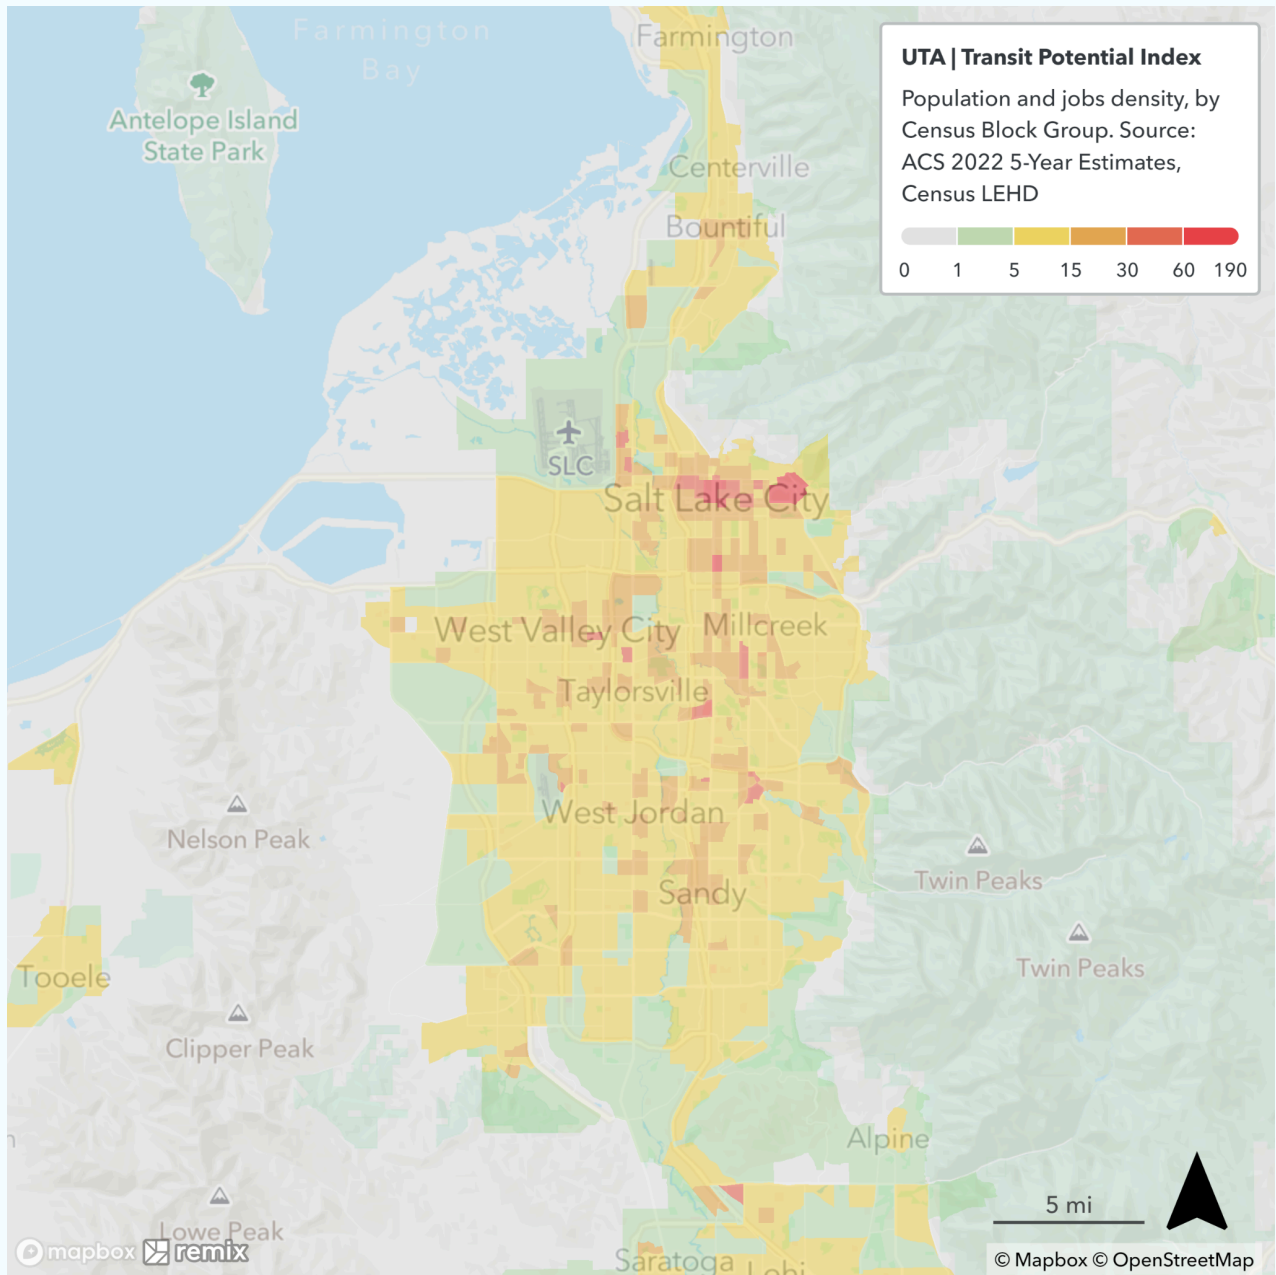 Farmington
Bay
Antelope Island
State Park
Farmington
Centerville
Bountiful
UTA | Transit Potential Index
Population and jobs density, by
Census Block Group. Source:
ACS 2022 5-Year Estimates,
Census LEHD
0 1 5 15 30 60 190
SLC
Salt Lake City
West Valley City
Millcreek
Taylorsville
West Jordan
Nelson Peak
Sandy
Twin Peaks
Twin Peaks
Tooele
Clipper Peak
Alpine
Lowe Peak
5 mi
mapbox remix
Saratoga
Lehi
© Mapbox © OpenStreetMap